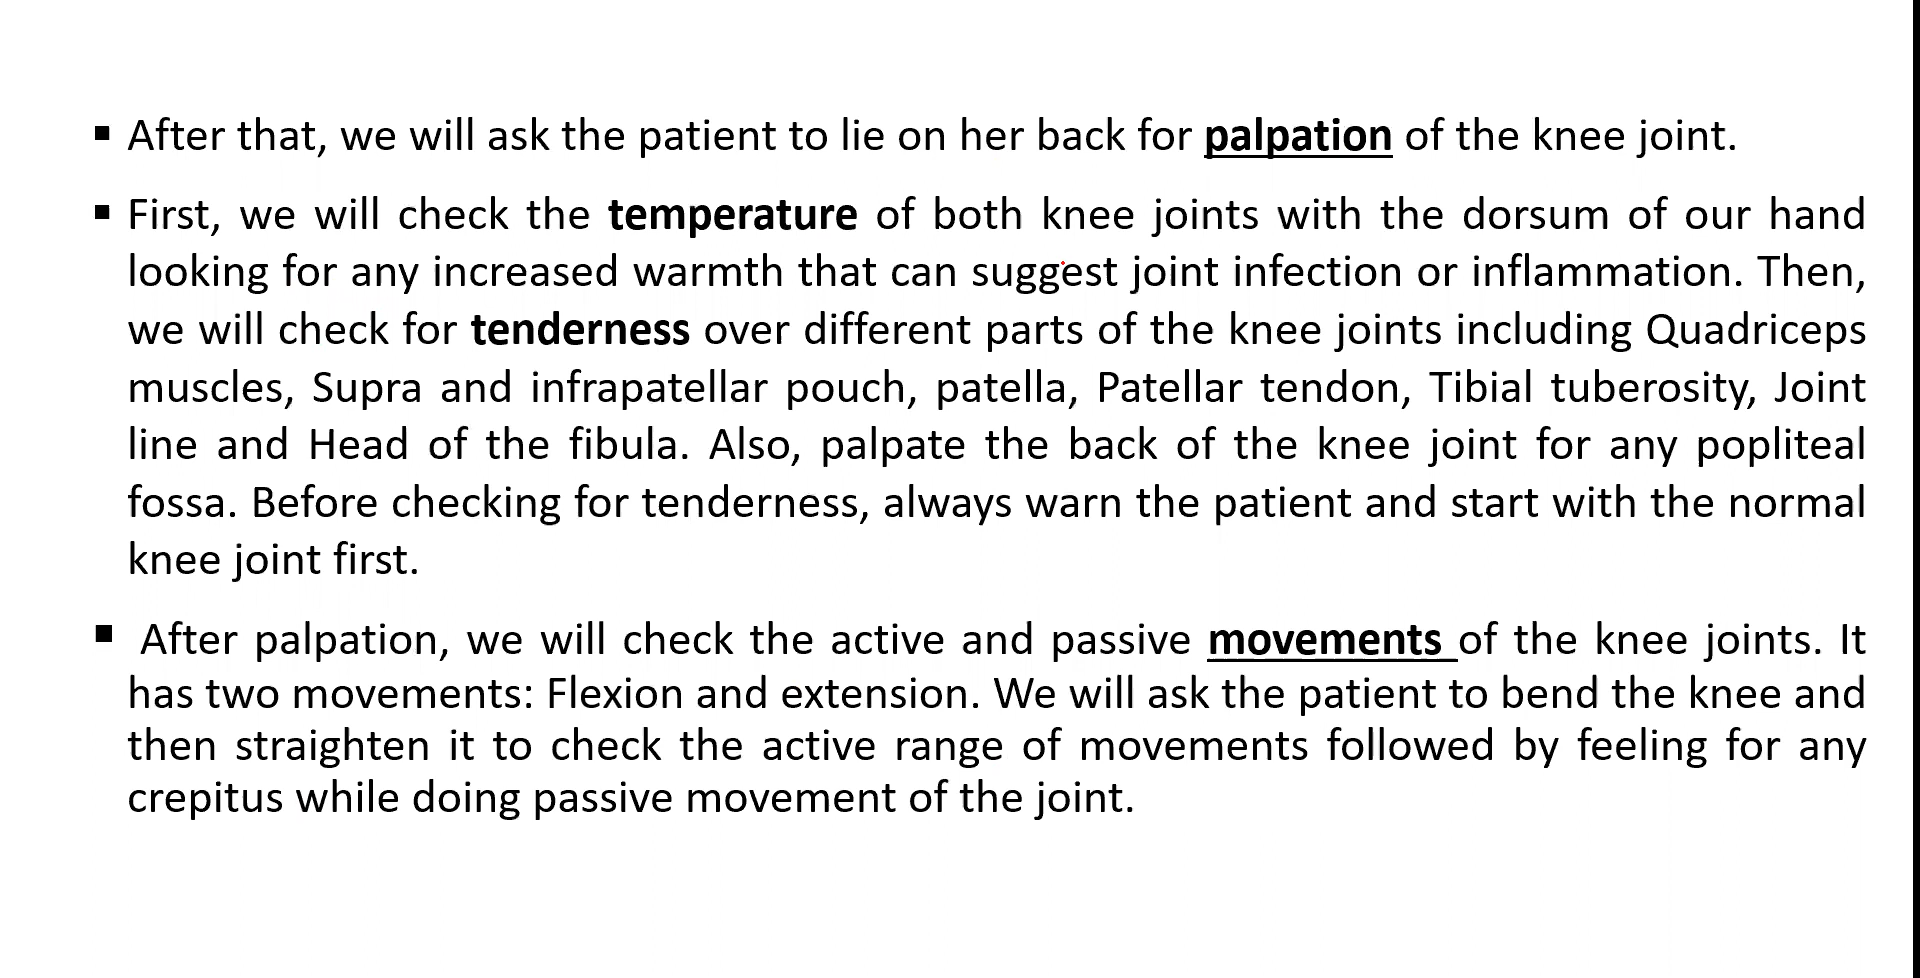 ▪ After that, we will ask the patient to lie on her back for palpation of the knee joint.
▪ First, we will check the temperature of both knee joints with the dorsum of our hand
looking for any increased warmth that can suggest joint infection or inflammation. Then,
we will check for tenderness over different parts of the knee joints including Quadriceps
muscles, Supra and infrapatellar pouch, patella, Patellar tendon, Tibial tuberosity, Joint
line and Head of the fibula. Also, palpate the back of the knee joint for any popliteal
fossa. Before checking for tenderness, always warn the patient and start with the normal
knee joint first.
▪ After palpation, we will check the active and passive movements of the knee joints. It
has two movements: Flexion and extension. We will ask the patient to bend the knee and
then straighten it to check the active range of movements followed by feeling for any
crepitus while doing passive movement of the joint.